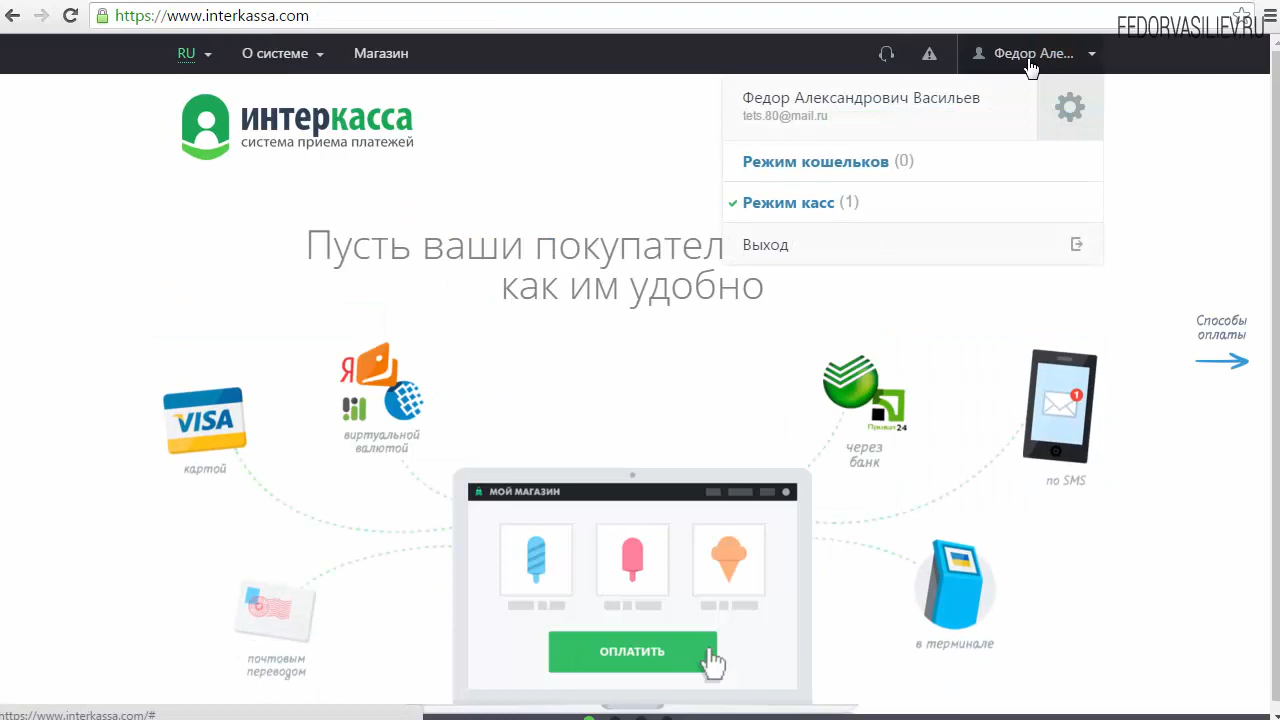 https://www.interkassa.com
FEDORVASILIEV.RU
RU
О системе
Магазин
Федор Але...
Федор Александрович Васильев
tets.80@mail.ru
Режим кошельков (0)
Режим касс (1)
Выход
интеркасса
система приема платежей
Пусть ваши покупател
как им удобно
Способы
оплаты
VISA
картой
Я
виртуальной
валютой
Приват24
через
банк
1
по SMS
МОЙ МАГАЗИН
ОПЛАТИТЬ
почтовым
переводом
в терминале
https://www.interkassa.com/#